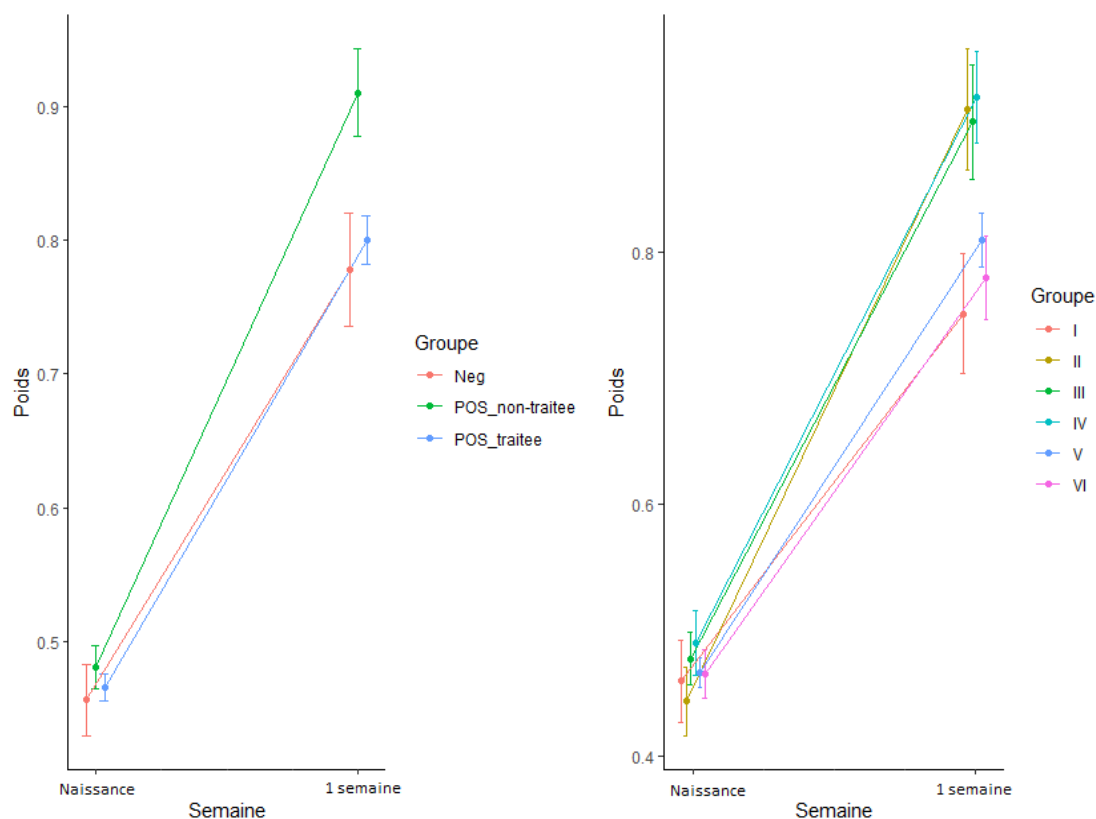 0.9
0.8
0.7
0.6
0.5
Poids
Naissance
1 semaine
Semaine
Groupe
Neg
POS_non-traitee
POS_traitee
0.8
0.6
0.4
Poids
Naissance
1 semaine
Semaine
Groupe
I
II
III
IV
V
VI